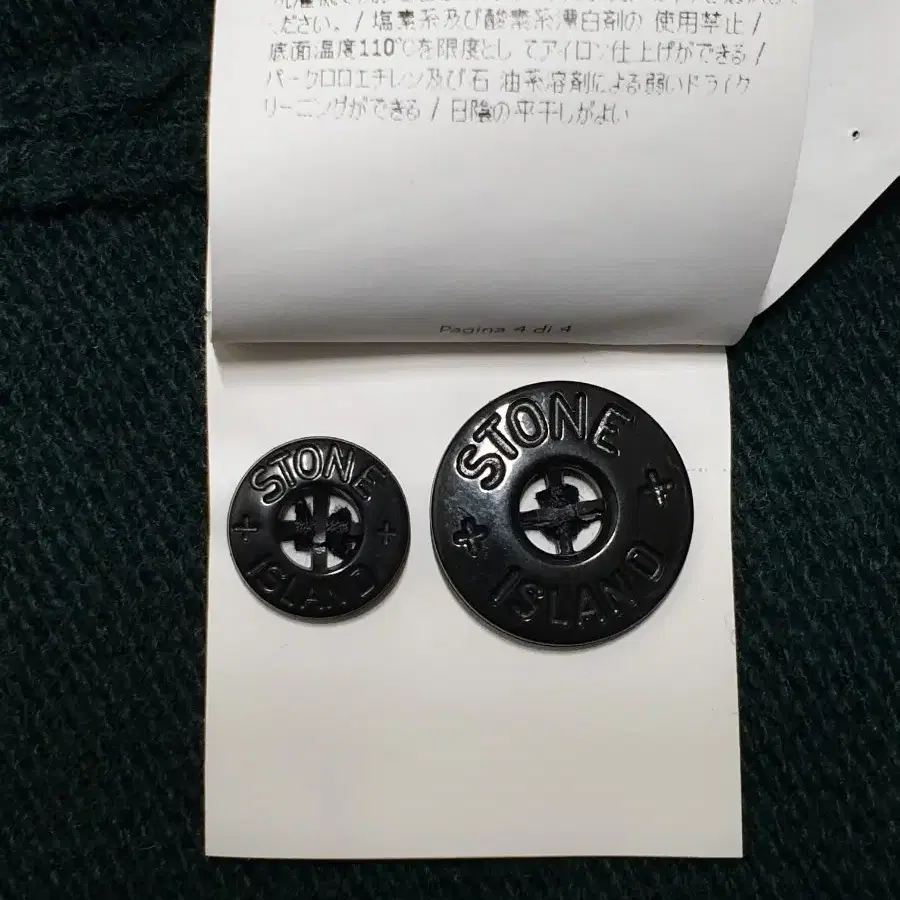 ださい。 / 塩素系及び酸素系漂白剤の 使用禁止 /
底面温度110℃を限度とし てアイロン仕上げができる /
パークロロエチレン及び石 油系溶剤による弱いドライク
リーニングができる / 日陰の平干しがよい
Pagina 4 di 4
STONE
ISLAND
STONE
ISLAND